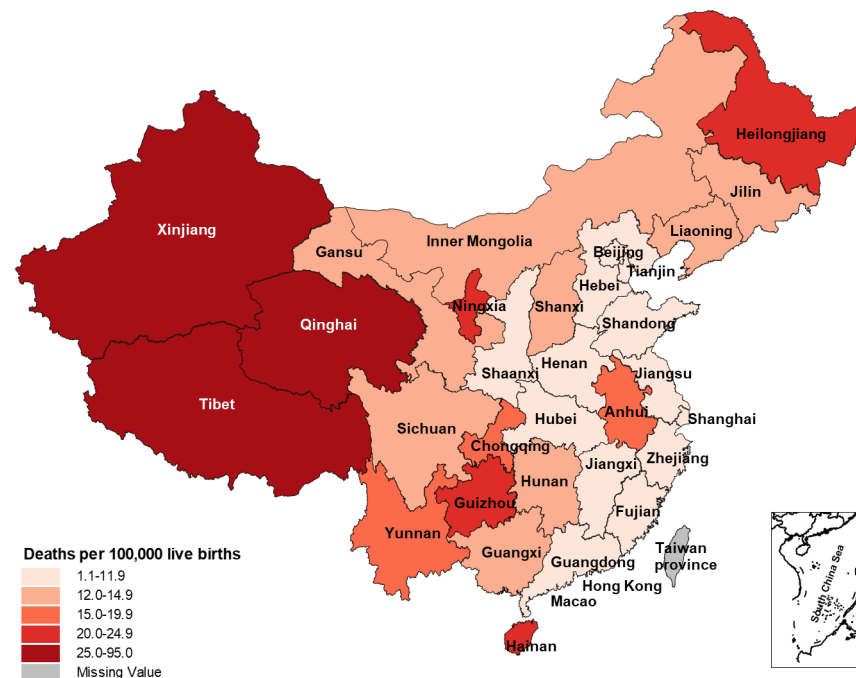 Heilongjiang
Jilin
Liaoning
Xinjiang
Inner Mongolia
Gansu
Beijing
Tianjin
Hebei
Ningxia
Shanxi
Qinghai
Shandong
Shaanxi
Henan
Jiangsu
Tibet
Anhui
Shanghai
Sichuan
Hubei
Chongqing
Zhejiang
Jiangxi
Hunan
Guizhou
Fujian
Yunnan
Guangxi
Guangdong
Taiwan
province
Hong Kong
Macao
Hainan
South China Sea
Deaths per 100,000 live births
1.1-11.9
12.0-14.9
15.0-19.9
20.0-24.9
25.0-95.0
Missing Value